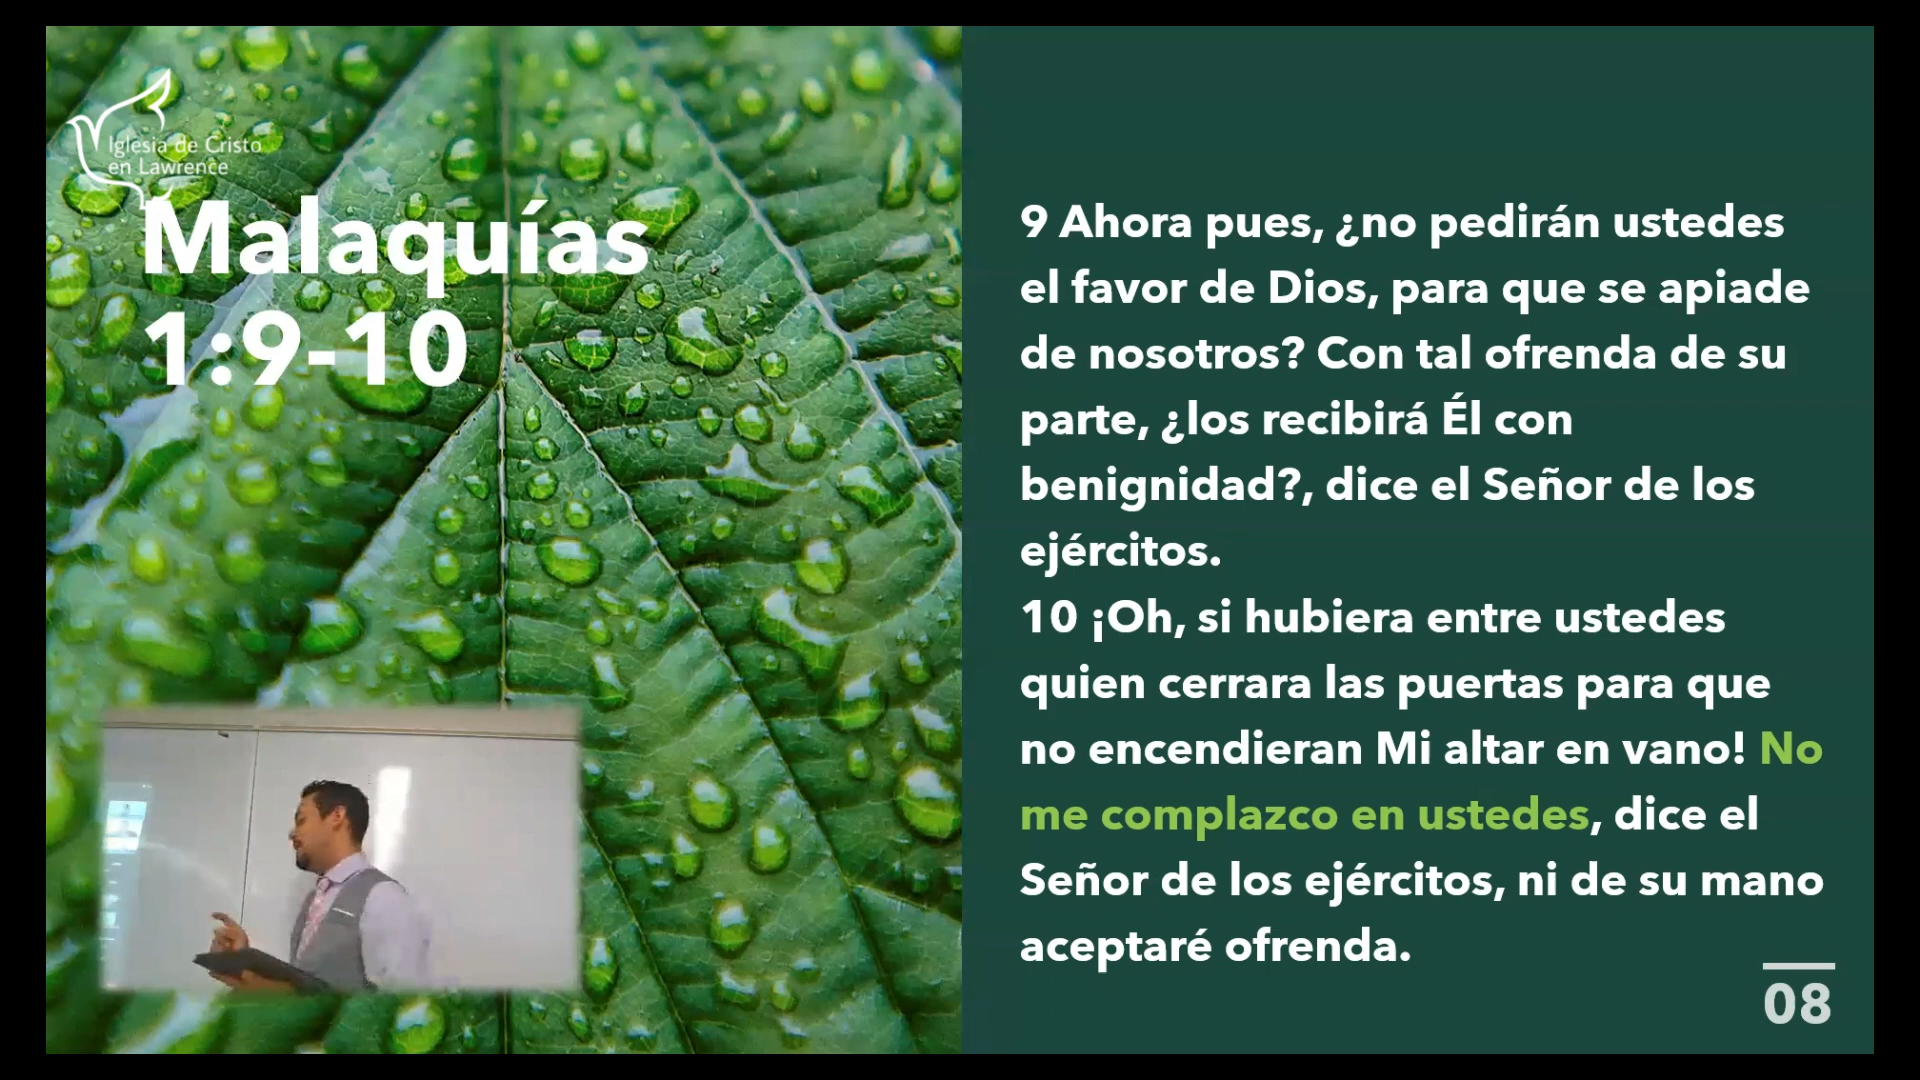 Iglesia de Cristo
en Lawrence
Malaquías
1:9-10
9 Ahora pues, ¿no pedirán ustedes
el favor de Dios, para que se apiade
de nosotros? Con tal ofrenda de su
parte, ¿los recibirá Él con
benignidad?, dice el Señor de los
ejércitos.
10 ¡Oh, si hubiera entre ustedes
quien cerrara las puertas para que
no encendieran Mi altar en vano! No
me complazco en ustedes, dice el
Señor de los ejércitos, ni de su mano
aceptaré ofrenda.
08